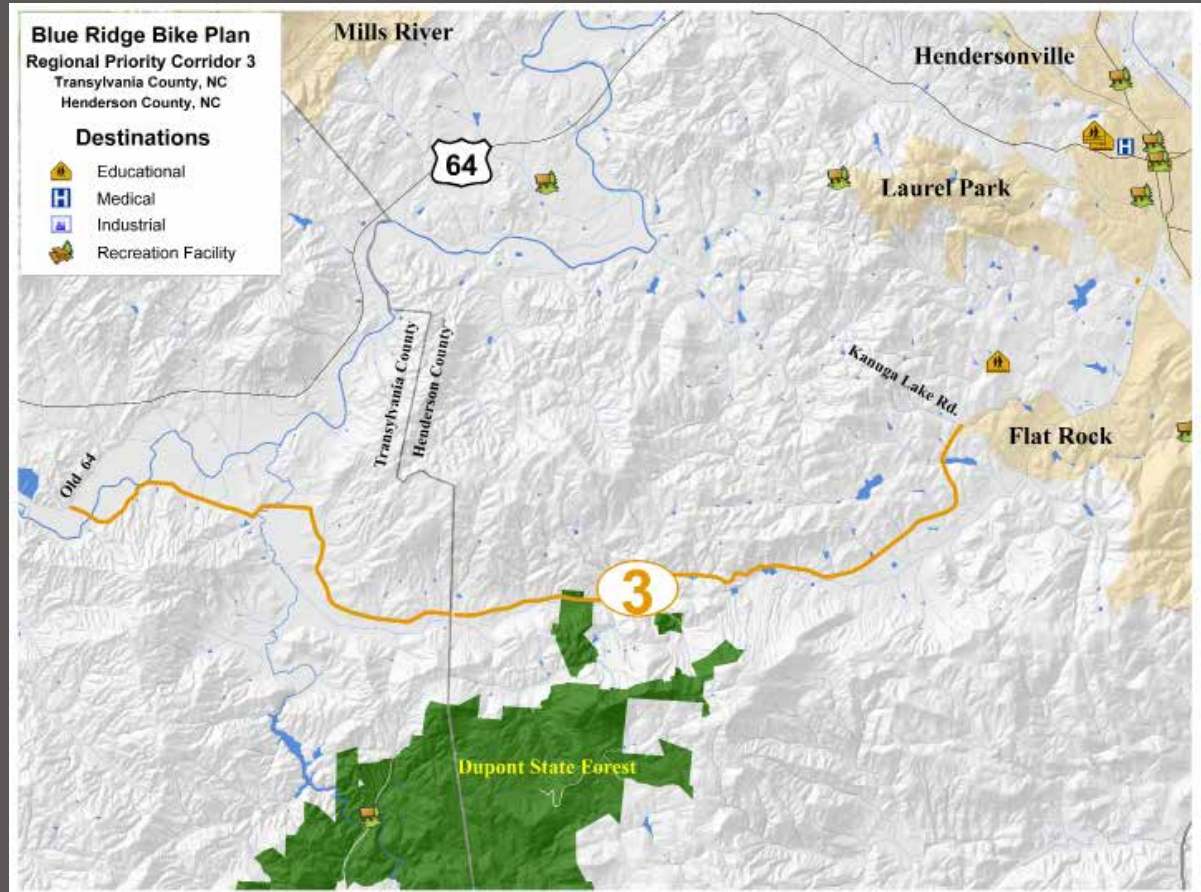 Blue Ridge Bike Plan
Regional Priority Corridor 3
Transylvania County, NC
Henderson County, NC
Destinations
Educational
H Medical
Industrial
Recreation Facility
Mills River
Hendersonville
64
H
Laurel Park
Transylvania County
Henderson County
Kanuga Lake Rd.
Flat Rock
Old 64
3
Dupont State Forest